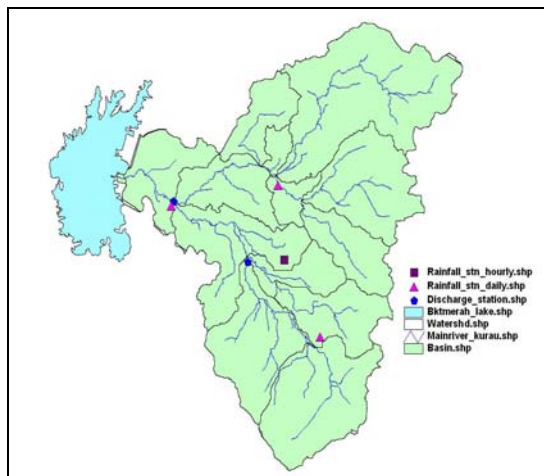 Rainfall_stn_hourly.shp
Rainfall_stn_daily.shp
Discharge_station.shp
Bktmerah_lake.shp
Watershd.shp
Mainriver_kurau.shp
Basin.shp